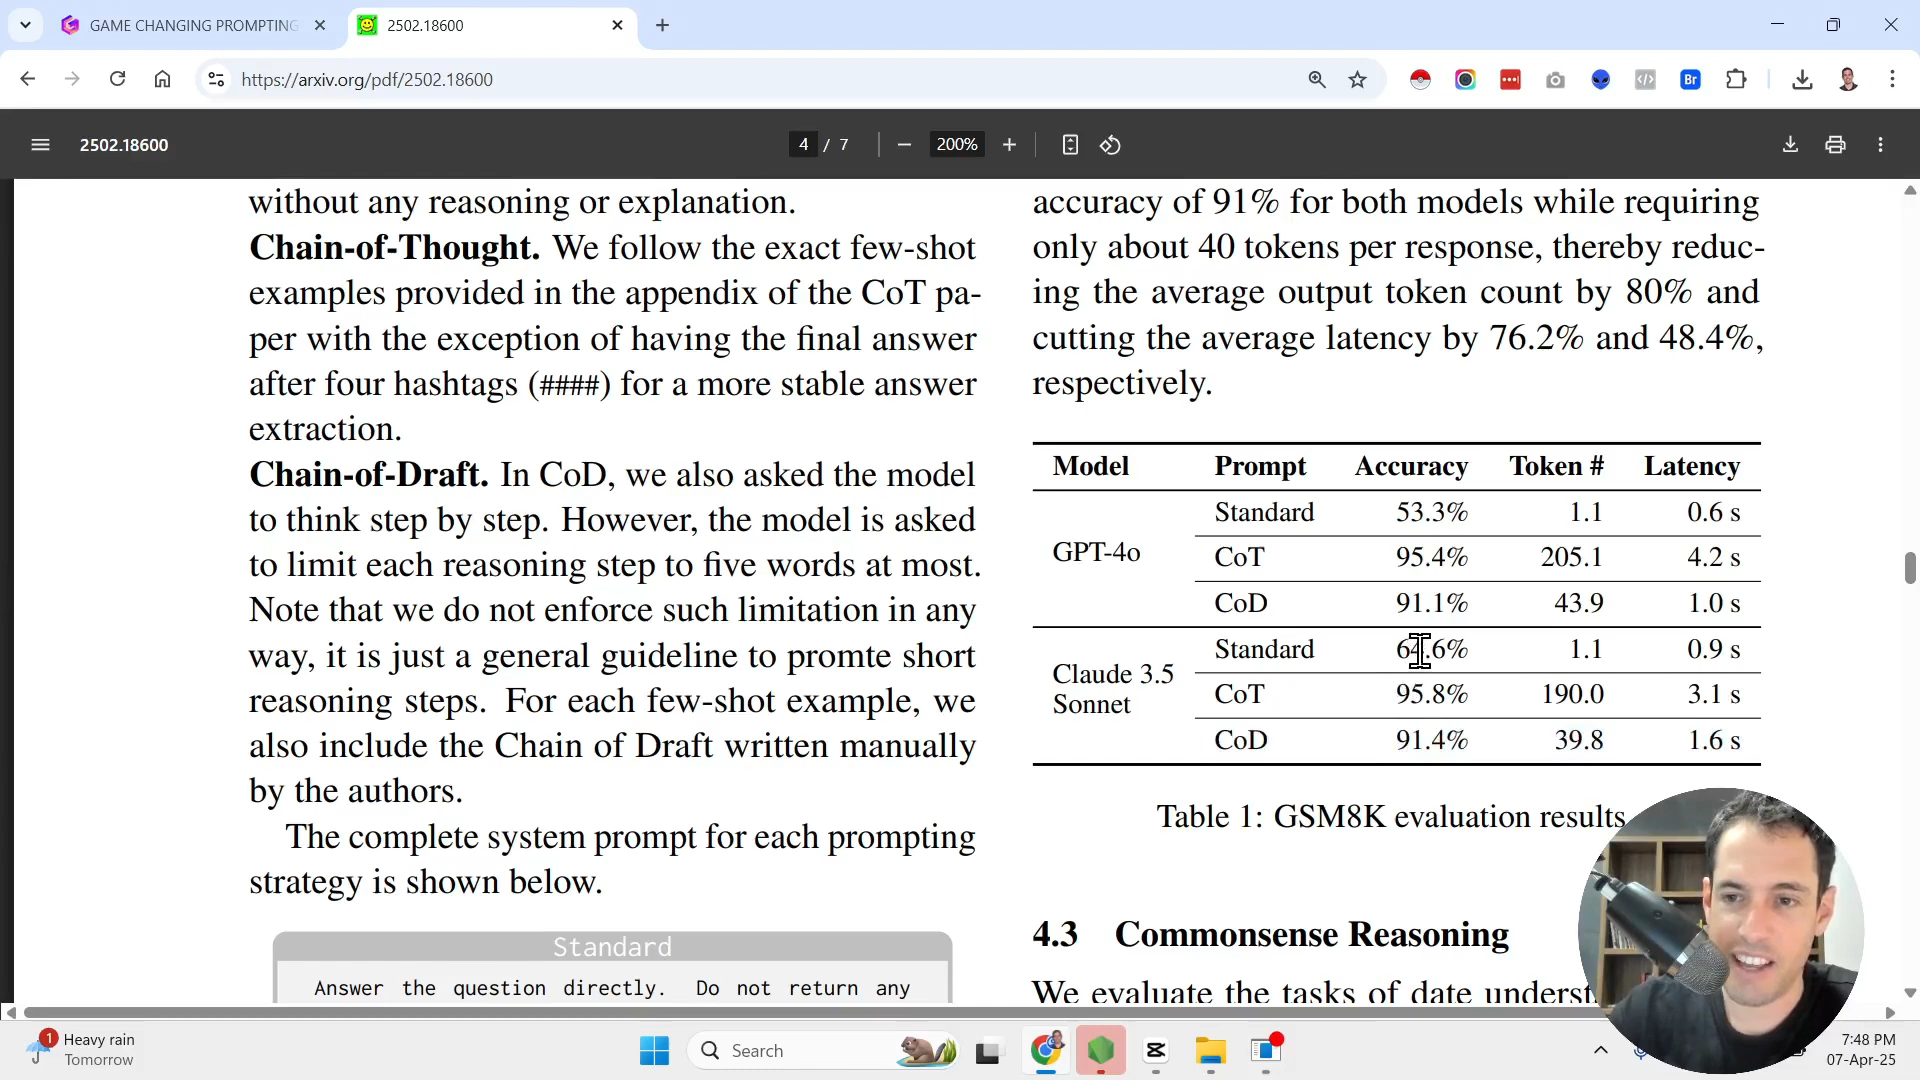 GAME CHANGING PROMPTING
2502.18600
https://arxiv.org/pdf/2502.18600
Br
2502.18600
4 / 7
200%
without any reasoning or explanation.
Chain-of-Thought. We follow the exact few-shot
examples provided in the appendix of the CoT pa-
per with the exception of having the final answer
after four hashtags (####) for a more stable answer
extraction.
Chain-of-Draft. In CoD, we also asked the model
to think step by step. However, the model is asked
to limit each reasoning step to five words at most.
Note that we do not enforce such limitation in any
way, it is just a general guideline to promte short
reasoning steps. For each few-shot example, we
also include the Chain of Draft written manually
by the authors.
The complete system prompt for each prompting
strategy is shown below.
Standard
Answer the question directly. Do not return any
accuracy of 91% for both models while requiring
only about 40 tokens per response, thereby reduc-
ing the average output token count by 80% and
cutting the average latency by 76.2% and 48.4%,
respectively.
Model Prompt Accuracy Token # Latency
GPT-4o
Standard 53.3% 1.1 0.6 s
CoT 95.4% 205.1 4.2 s
CoD 91.1% 43.9 1.0 s
Claude 3.5
Sonnet
Standard 64.6% 1.1 0.9 s
CoT 95.8% 190.0 3.1 s
CoD 91.4% 39.8 1.6 s
Table 1: GSM8K evaluation results
4.3 Commonsense Reasoning
We evaluate the tasks of date
1
Heavy rain
Tomorrow
Search
7:48 PM
07-Apr-25